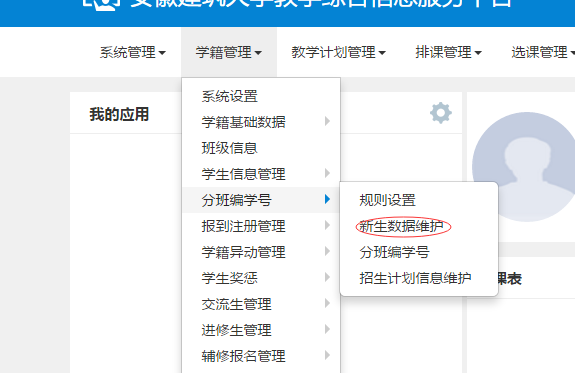 安徽建筑大学教学综合信息服务平台
系统管理 学籍管理 教学计划管理 排课管理 选课管理
我的应用
系统设置
学籍基础数据
班级信息
学生信息管理
分班编学号
报到注册管理
学籍异动管理
学生奖惩
交流生管理
进修生管理
辅修报名管理
规则设置
新生数据维护
分班编学号
招生计划信息维护
课表